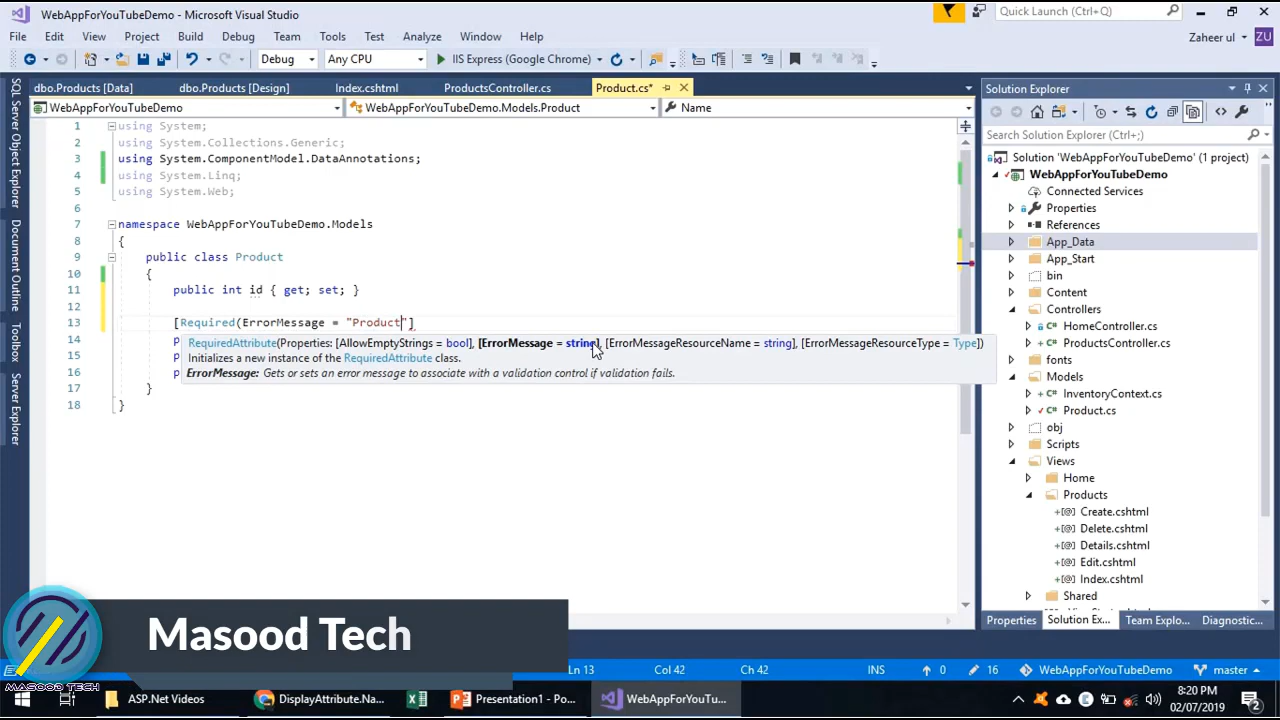 WebAppForYouTubeDemo - Microsoft Visual Studio
Quick Launch (Ctrl+Q)
File Edit View Project Build Debug Team Tools Test Analyze Window Help
Zaheer ul ZU
Debug Any CPU IIS Express (Google Chrome)
dbo.Products [Data] dbo.Products [Design] Index.cshtml ProductsController.cs Product.cs*
WebAppForYouTubeDemo WebAppForYouTubeDemo.Models.Product Name
SQL Server Object Explorer
Document Outline
Toolbox
Server Explorer
1 using System;
2 using System.Collections.Generic;
3 using System.ComponentModel.DataAnnotations;
4 using System.Linq;
5 using System.Web;
6
7 namespace WebAppForYouTubeDemo.Models
8 {
9 public class Product
10 {
11 public int id { get; set; }
12
13 [Required(ErrorMessage = "Product"]
14 p
RequiredAttribute(Properties: [AllowEmptyStrings = bool], [ErrorMessage = string], [ErrorMessageResourceName = string], [ErrorMessageResourceType = Type])
15 p
Initializes a new instance of the RequiredAttribute class.
16 p
ErrorMessage: Gets or sets an error message to associate with a validation control if validation fails.
17 }
18 }
Solution Explorer
Search Solution Explorer (Ctrl+;)
Solution 'WebAppForYouTubeDemo' (1 project)
WebAppForYouTubeDemo
Connected Services
Properties
References
App_Data
App_Start
bin
Content
Controllers
HomeController.cs
ProductsController.cs
fonts
Models
InventoryContext.cs
Product.cs
obj
Scripts
Views
Home
Products
Create.cshtml
Delete.cshtml
Details.cshtml
Edit.cshtml
Index.cshtml
Shared
Properties Solution Ex... Team Explo... Diagnostic...
Masood Tech
MASOOD TECH
Ln 13 Col 42 Ch 42 INS 0 16 WebAppForYouTubeDemo master
ASP.Net Videos DisplayAttribute.Na... Presentation1 - Po... WebAppForYouTu...
8:20 PM
02/07/2019
2